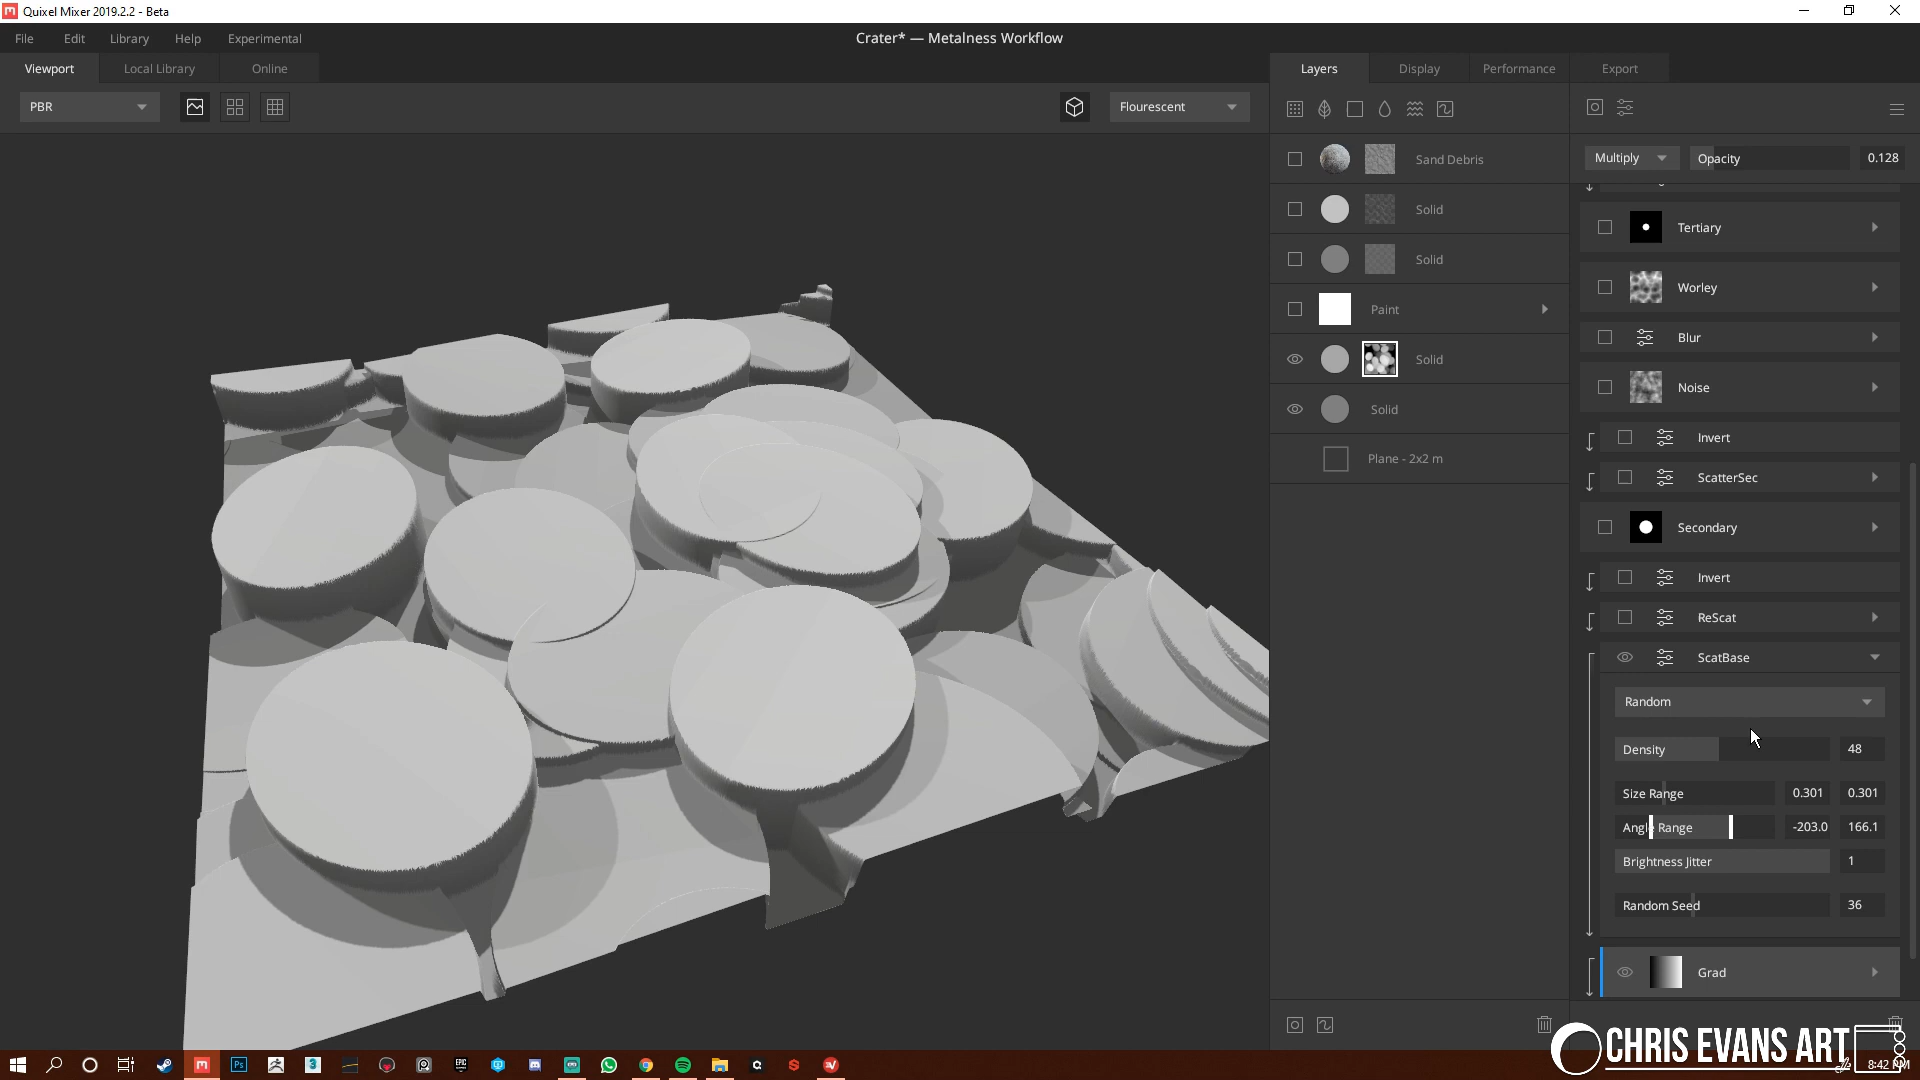 Quixel Mixer 2019.2.2 - Beta
File Edit Library Help Experimental
Crater* — Metalness Workflow
Viewport Local Library Online
Layers Display Performance Export
PBR
Flourescent
Sand Debris
Solid
Solid
Paint
Solid
Solid
Plane - 2x2 m
Multiply Opacity 0.128
Tertiary
Worley
Blur
Noise
Invert
ScatterSec
Secondary
Invert
ReScat
ScatBase
Random
Density 48
Size Range 0.301 0.301
Angle Range -203.0 166.1
Brightness Jitter 1
Random Seed 36
Grad
CHRIS EVANS ART
8:42 PM